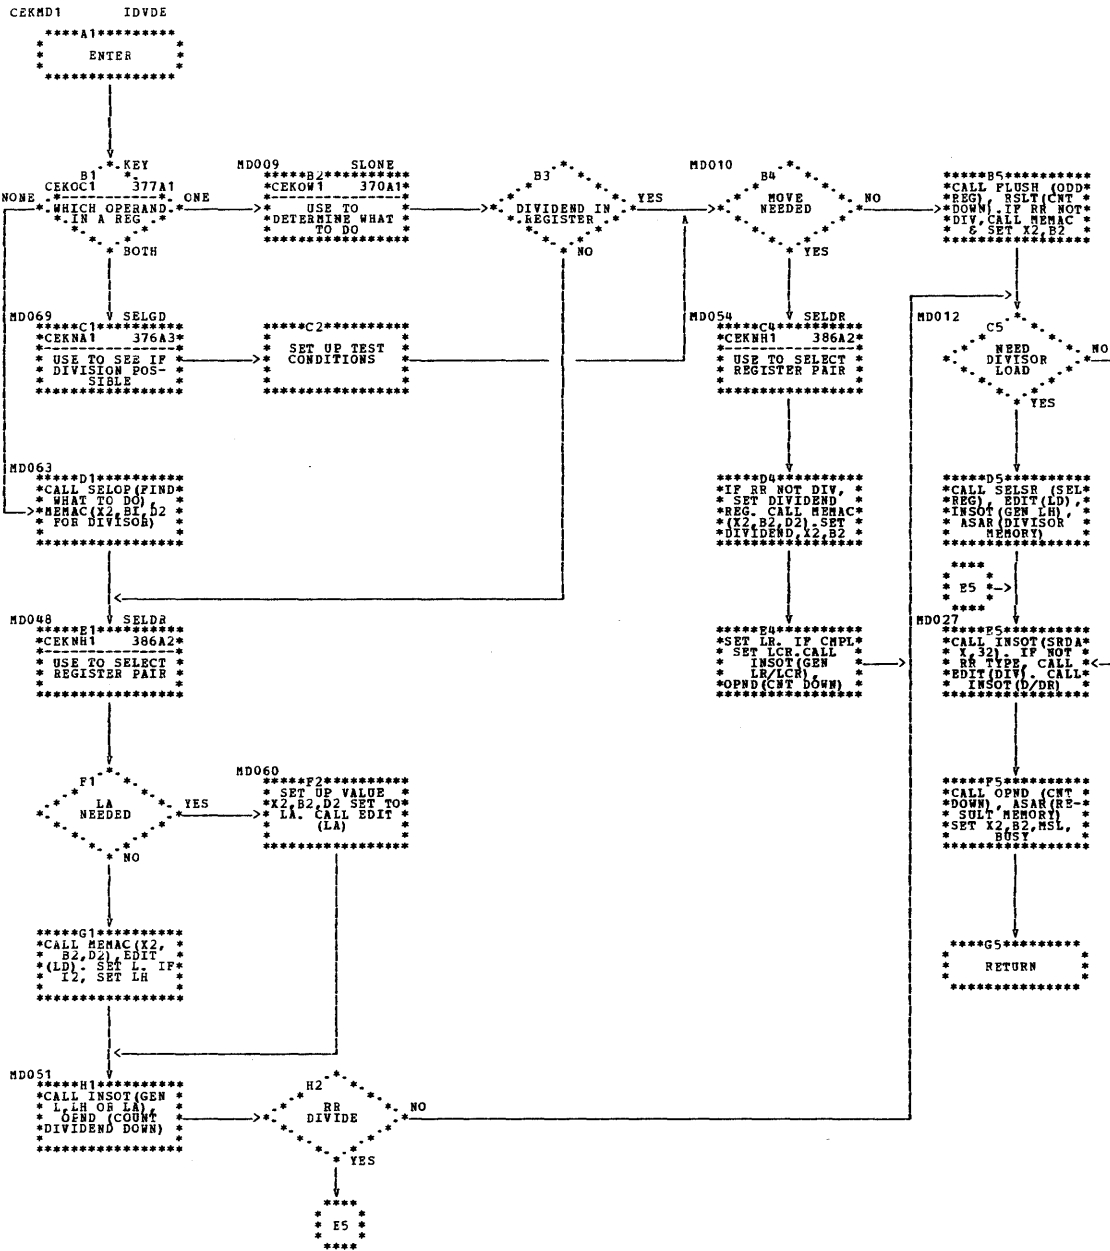 CEKMD1 IDVDE
A1
ENTER
B1 KEY
CEKOC1 377A1
NONE WHICH OPERAND ONE
IN A REG
BOTH
MD009 SLONE
B2
CEKOW1 370A1
USE TO
DETERMINE WHAT
TO DO
B3
DIVIDEND IN
REGISTER
YES
NO
MD010
B4
MOVE
NEEDED
NO
YES
B5
CALL FLUSH (ODD
REG), RSLT(CNT
DOWN).IF RR NOT
DIV,CALL MEMAC
& SET X2,B2
MD069 SELGD
C1
CEKNA1 376A3
USE TO SEE IF
DIVISION POS-
SIBLE
C2
SET UP TEST
CONDITIONS
MD054 SELDR
C4
CEKNH1 386A2
USE TO SELECT
REGISTER PAIR
MD012
C5
NEED
DIVISOR
LOAD
NO
YES
MD063
D1
CALL SELOP(FIND
WHAT TO DO),
MEMAC(X2,B1,D2
FOR DIVISOR)
D4
IF RR NOT DIV,
SET DIVIDEND
REG. CALL MEMAC
(X2,B2,D2).SET
DIVIDEND,X2,B2
D5
CALL SELSR (SEL
REG), EDIT(LD),
INSOT(GEN LH),
ASAR(DIVISOR
MEMORY)
E5
MD048 SELDR
E1
CEKNH1 386A2
USE TO SELECT
REGISTER PAIR
E4
SET LR. IF CMPL
SET LCR.CALL
INSOT(GEN
LR/LCR),
OPND(CNT DOWN)
MD027
E5
CALL INSOT(SRDA
X,32). IF NOT
RR TYPE, CALL
EDIT(DIV). CALL
INSOT(D/DR)
F1
LA
NEEDED
YES
NO
MD060
F2
SET UP VALUE
X2,B2,D2 SET TO
LA. CALL EDIT
(LA)
F5
CALL OPND (CNT
DOWN), ASAR(RE-
SULT MEMORY)
SET X2,B2,MSL,
BUSY
G1
CALL MEMAC(X2,
B2,D2),EDIT
(LD). SET L. IF
I2, SET LH
G5
RETURN
MD051
H1
CALL INSOT(GEN
L,LH OR LA),
OPND (COUNT
DIVIDEND DOWN)
H2
RR
DIVIDE
NO
YES
E5